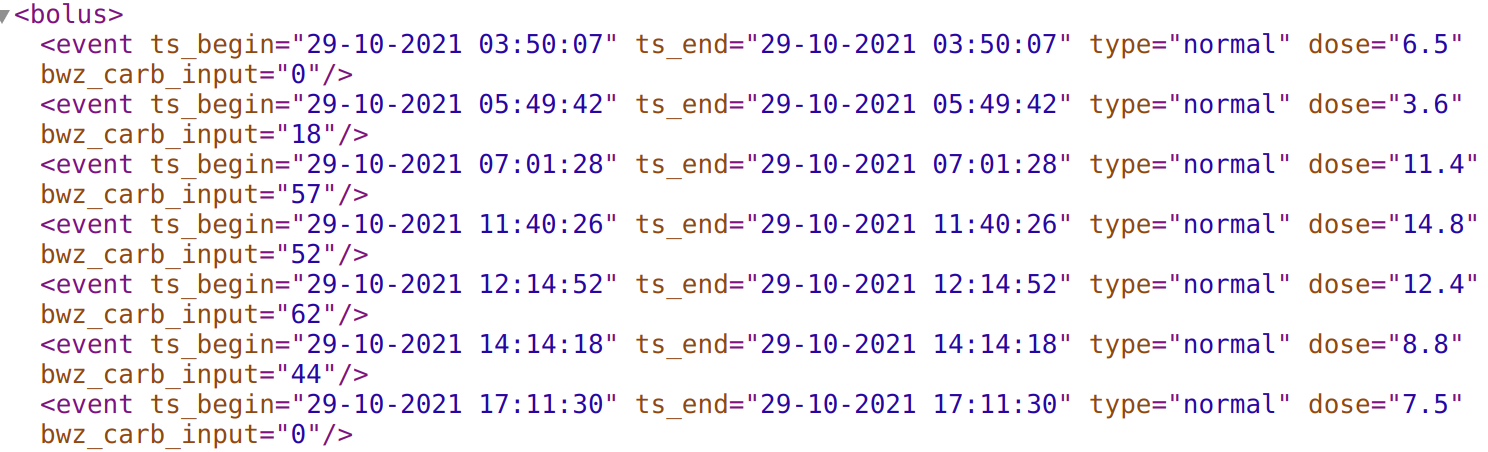 <bolus>
<event ts_begin="29-10-2021 03:50:07" ts_end="29-10-2021 03:50:07" type="normal" dose="6.5"
bwz_carb_input="0"/>
<event ts_begin="29-10-2021 05:49:42" ts_end="29-10-2021 05:49:42" type="normal" dose="3.6"
bwz_carb_input="18"/>
<event ts_begin="29-10-2021 07:01:28" ts_end="29-10-2021 07:01:28" type="normal" dose="11.4"
bwz_carb_input="57"/>
<event ts_begin="29-10-2021 11:40:26" ts_end="29-10-2021 11:40:26" type="normal" dose="14.8"
bwz_carb_input="52"/>
<event ts_begin="29-10-2021 12:14:52" ts_end="29-10-2021 12:14:52" type="normal" dose="12.4"
bwz_carb_input="62"/>
<event ts_begin="29-10-2021 14:14:18" ts_end="29-10-2021 14:14:18" type="normal" dose="8.8"
bwz_carb_input="44"/>
<event ts_begin="29-10-2021 17:11:30" ts_end="29-10-2021 17:11:30" type="normal" dose="7.5"
bwz_carb_input="0"/>